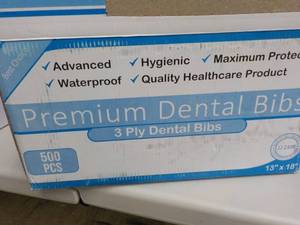 ✓ Advanced ✓ Hygienic ✓ Maximum Protec
✓ Waterproof ✓ Quality Healthcare Product
Premium Dental Bibs
3 Ply Dental Bibs
500
PCS
13" x 18"